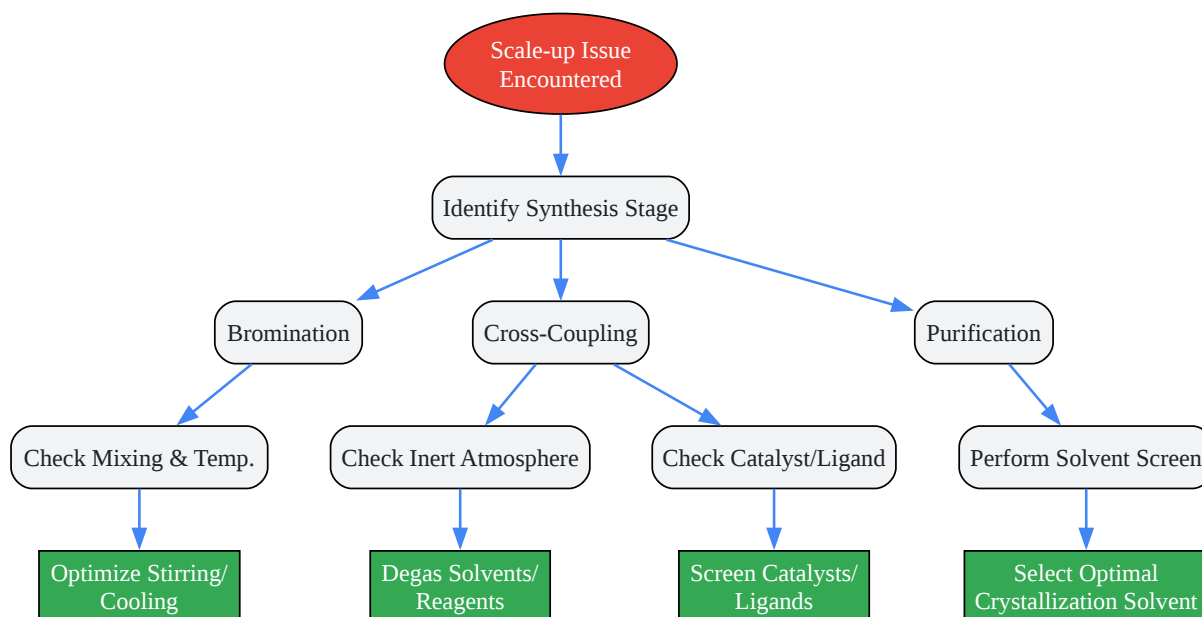 Scale-up Issue
Encountered
Identify Synthesis Stage
Bromination
Cross-Coupling
Purification
Check Mixing & Temp.
Check Inert Atmosphere
Check Catalyst/Ligand
Perform Solvent Screen
Optimize Stirring/
Cooling
Degas Solvents/
Reagents
Screen Catalysts/
Ligands
Select Optimal
Crystallization Solvent